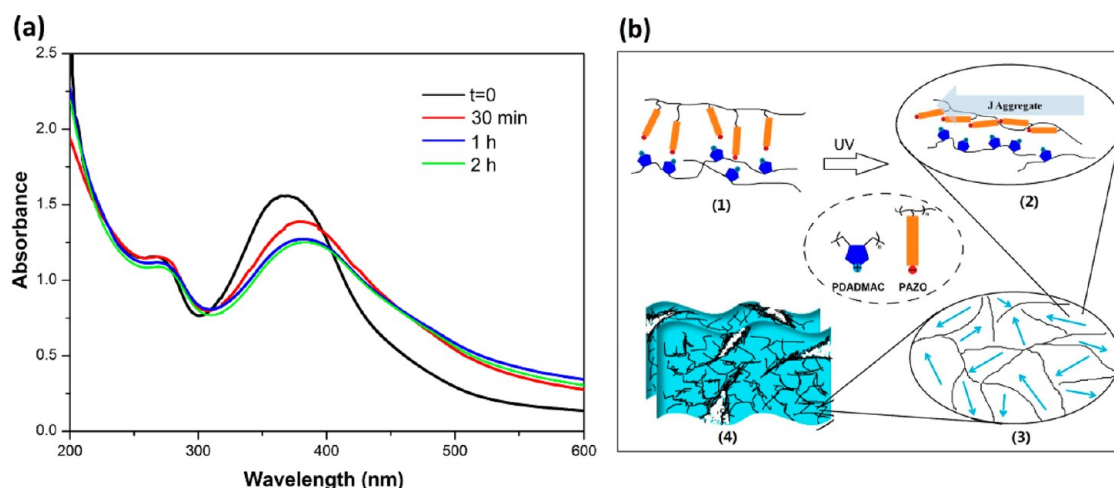 (a)
2.5
2.0
1.5
1.0
0.5
0.0
200
300
400
500
600
Absorbance
Wavelength (nm)
t=0
30 min
1 h
2 h
(b)
J Aggregate
UV
(1)
(2)
n
n
PDADMAC
PAZO
(4)
(3)